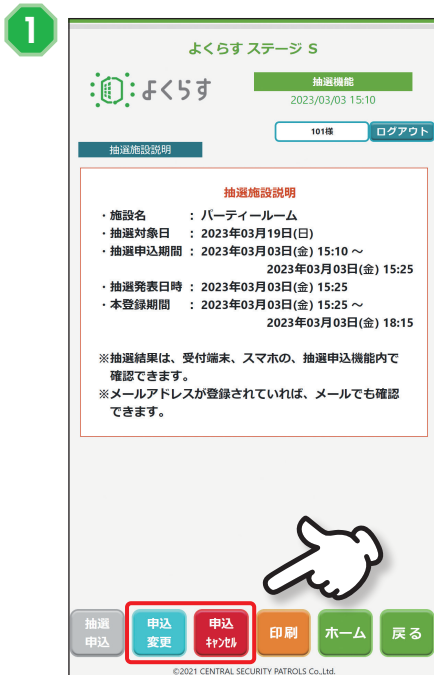 1
よくらす ステージ S
よくらす
抽選機能
2023/03/03 15:10
101様
ログアウト
抽選施設説明
抽選施設説明
・施設名 : パーティールーム
・抽選対象日 : 2023年03月19日(日)
・抽選申込期間 : 2023年03月03日(金) 15:10 ～
2023年03月03日(金) 15:25
・抽選発表日時 : 2023年03月03日(金) 15:25
・本登録期間 : 2023年03月03日(金) 15:25 ～
2023年03月03日(金) 18:15
※抽選結果は、受付端末、スマホの、抽選申込機能内で
確認できます。
※メールアドレスが登録されていれば、メールでも確認
できます。
抽選
申込
申込
変更
申込
ｷｬﾝｾﾙ
印刷
ホーム
戻る
©2021 CENTRAL SECURITY PATROLS Co.,Ltd.